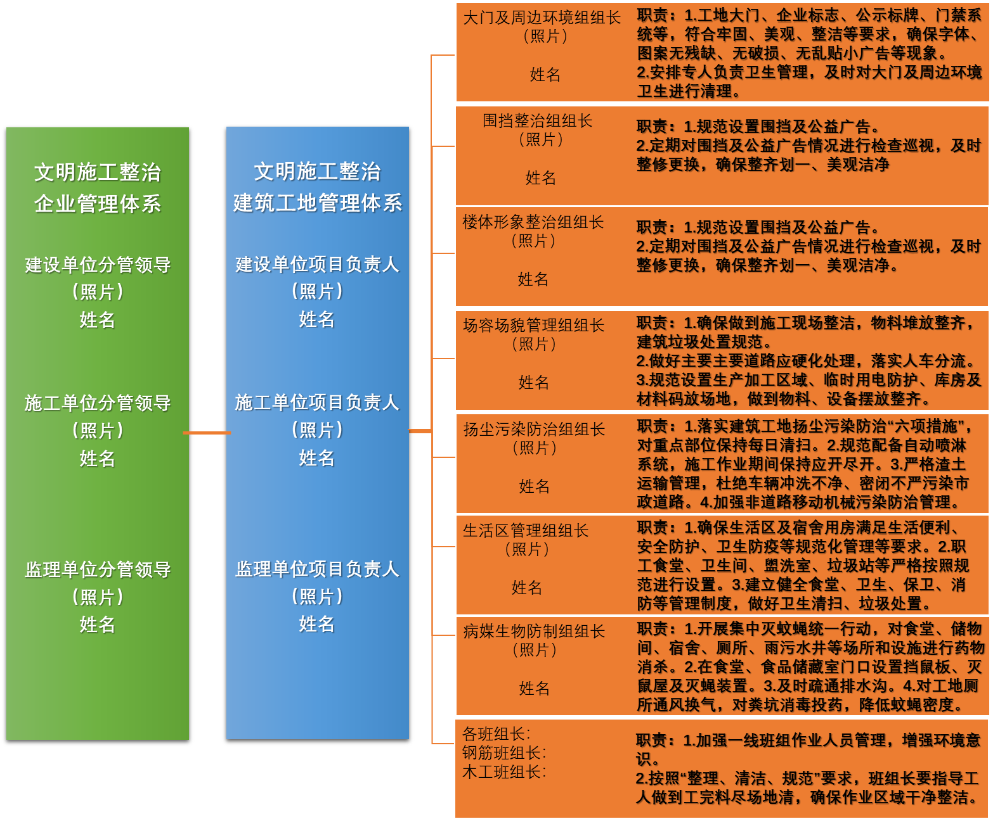 文明施工整治
企业管理体系
建设单位分管领导
(照片)
姓名
施工单位分管领导
(照片)
姓名
监理单位分管领导
(照片)
姓名
文明施工整治
建筑工地管理体系
建设单位项目负责人
(照片)
姓名
施工单位项目负责人
(照片)
姓名
监理单位项目负责人
(照片)
姓名
大门及周边环境组组长
（照片）
姓名
职责：1.工地大门、企业标志、公示标牌、门禁系
统等，符合牢固、美观、整洁等要求，确保字体、
图案无残缺、无破损、无乱贴小广告等现象。
2.安排专人负责卫生管理，及时对大门及周边环境
卫生进行清理。
围挡整治组组长
（照片）
姓名
职责：1.规范设置围挡及公益广告。
2.定期对围挡及公益广告情况进行检查巡视，及时
整修更换，确保整齐划一、美观洁净
楼体形象整治组组长
（照片）
姓名
职责：1.规范设置围挡及公益广告。
2.定期对围挡及公益广告情况进行检查巡视，及时
整修更换，确保整齐划一、美观洁净。
场容场貌管理组组长
（照片）
姓名
职责：1.确保做到施工现场整洁，物料堆放整齐，
建筑垃圾处置规范。
2.做好主要主要道路应硬化处理，落实人车分流。
3.规范设置生产加工区域、临时用电防护、库房及
材料码放场地，做到物料、设备摆放整齐。
扬尘污染防治组组长
（照片）
姓名
职责：1.落实建筑工地扬尘污染防治“六项措施”，
对重点部位保持每日清扫。2.规范配备自动喷淋
系统，施工作业期间保持应开尽开。3.严格渣土
运输管理，杜绝车辆冲洗不净、密闭不严污染市
政道路。4.加强非道路移动机械污染防治管理。
生活区管理组组长
（照片）
姓名
职责：1.确保生活区及宿舍用房满足生活便利、
安全防护、卫生防疫等规范化管理等要求。2.职
工食堂、卫生间、盥洗室、垃圾站等严格按照规
范进行设置。3.建立健全食堂、卫生、保卫、消
防等管理制度，做好卫生清扫、垃圾处置。
病媒生物防制组组长
（照片）
姓名
职责：1.开展集中灭蚊蝇统一行动，对食堂、储物
间、宿舍、厕所、雨污水井等场所和设施进行药物
消杀。2.在食堂、食品储藏室门口设置挡鼠板、灭
鼠屋及灭蝇装置。3.及时疏通排水沟。4.对工地厕
所通风换气，对粪坑消毒投药，降低蚊蝇密度。
各班组长：
钢筋班组长：
木工班组长：
职责：1.加强一线班组作业人员管理，增强环境意
识。
2.按照“整理、清洁、规范”要求，班组长要指导工
人做到工完料尽场地清，确保作业区域干净整洁。